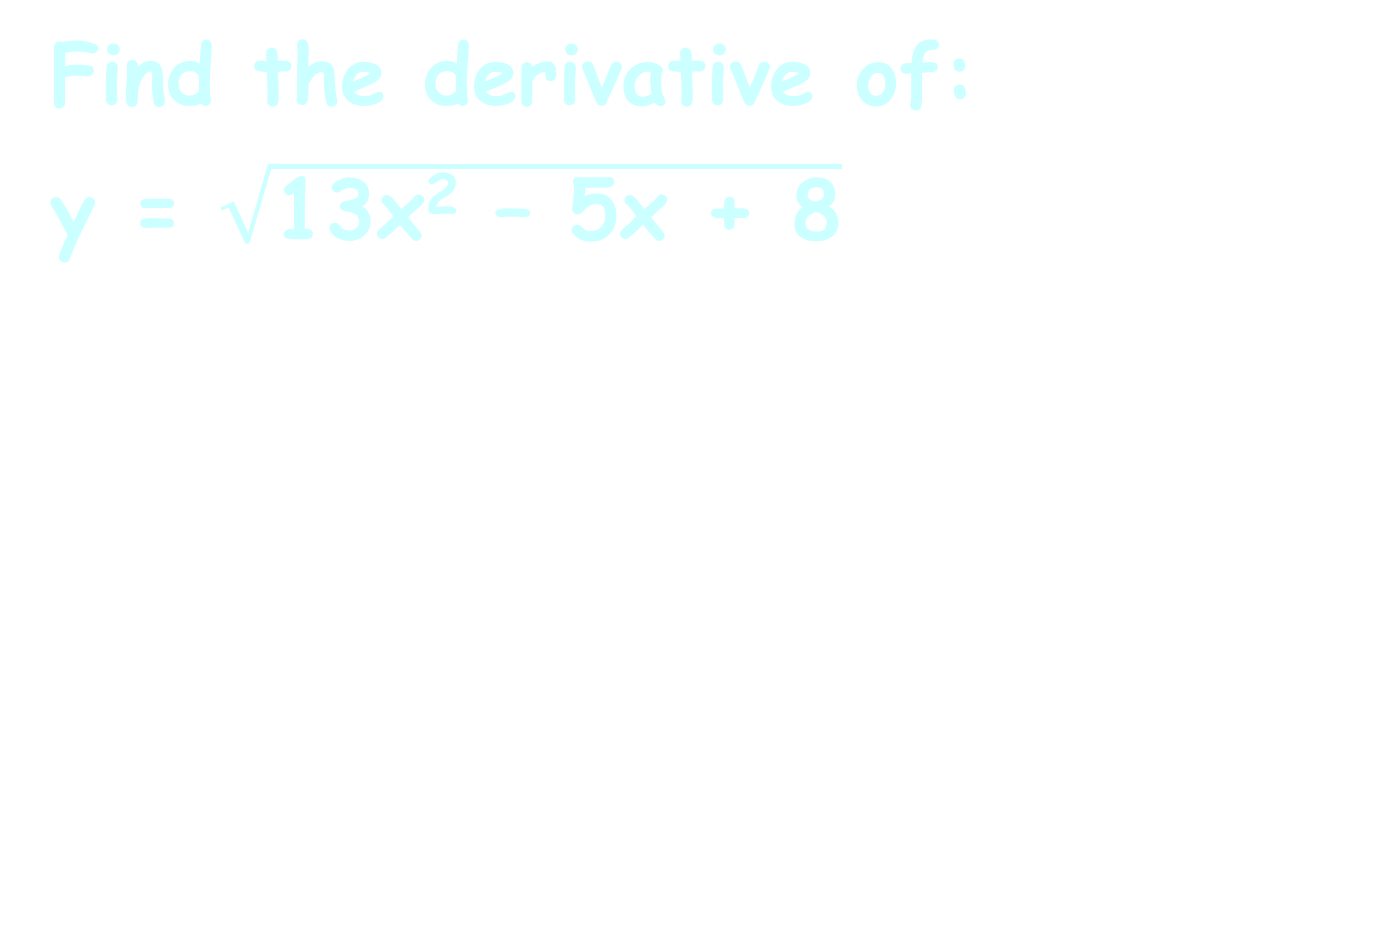 Find the derivative of:
y = √13x² − 5x + 8